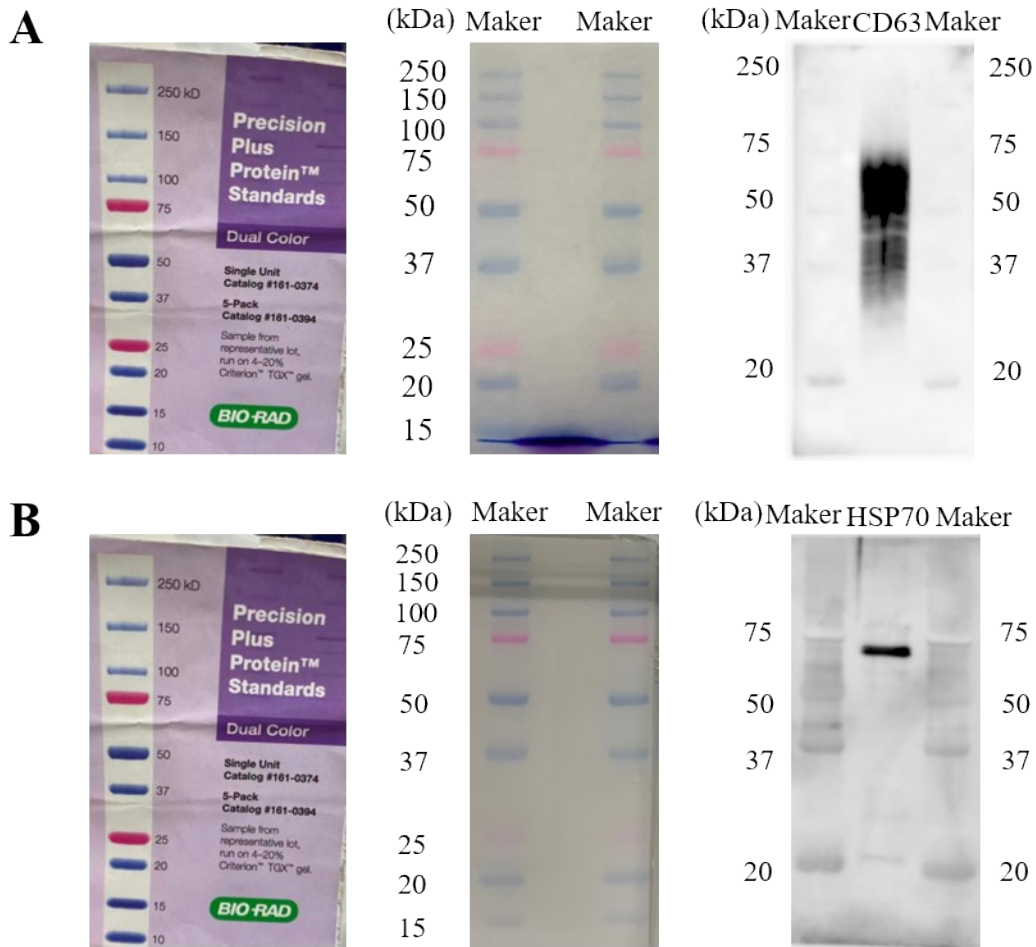 A
250 kD
150
100
75
50
37
25
20
15
10
Precision
Plus
Protein™
Standards
Dual Color
Single Unit
Catalog #161-0374
5-Pack
Catalog #161-0394
Sample from
representative lot,
run on 4–20%
Criterion™ TGX™ gel.
BIO-RAD
(kDa) Maker Maker
250
150
100
75
50
37
25
20
15
(kDa) Maker CD63 Maker
250 250
75 75
50 50
37 37
20 20
B
250 kD
150
100
75
50
37
25
20
15
10
Precision
Plus
Protein™
Standards
Dual Color
Single Unit
Catalog #161-0374
5-Pack
Catalog #161-0394
Sample from
representative lot,
run on 4–20%
Criterion™ TGX™ gel.
BIO-RAD
(kDa) Maker Maker
250
150
100
75
50
37
25
20
15
(kDa) Maker HSP70 Maker
75 75
50 50
37 37
20 20